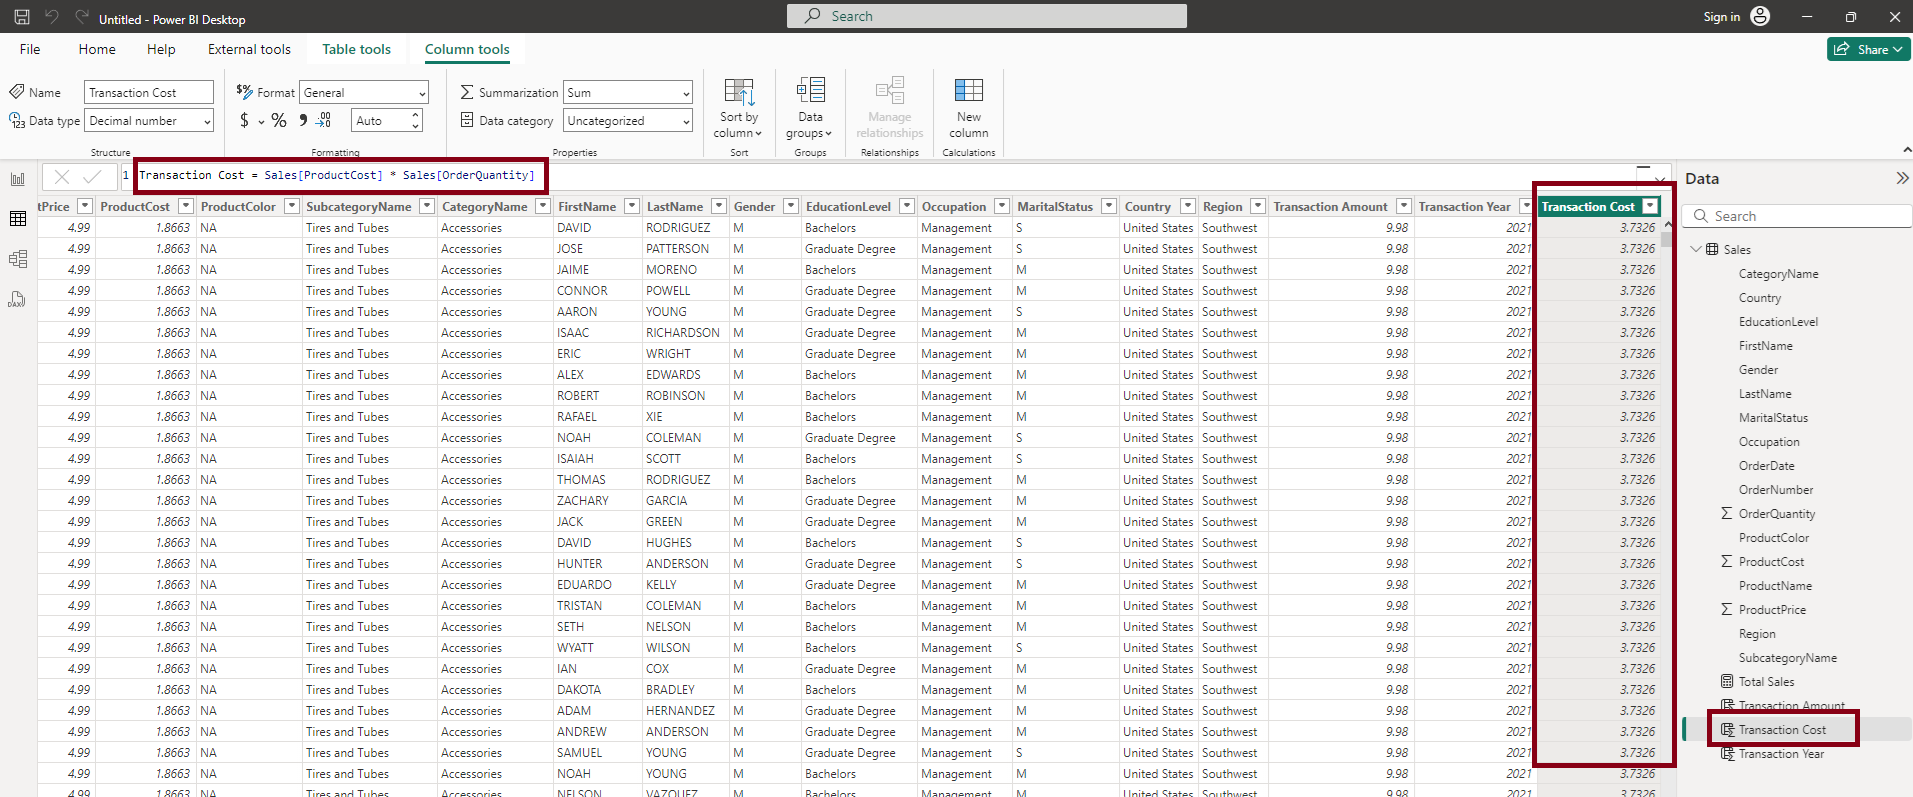 Untitled - Power BI Desktop
Search
Sign in
File Home Help External tools Table tools Column tools
Share
Name Transaction Cost
Format General
Summarization Sum
Data type Decimal number
$ % 9 .00 Auto
Data category Uncategorized
Sort by column
Data groups
Manage relationships
New column
Structure Formatting Properties Sort Groups Relationships Calculations
1 Transaction Cost = Sales[ProductCost] * Sales[OrderQuantity]
tPrice ProductCost ProductColor SubcategoryName CategoryName FirstName LastName Gender EducationLevel Occupation MaritalStatus Country Region Transaction Amount Transaction Year Transaction Cost
4.99 1.8663 NA Tires and Tubes Accessories DAVID RODRIGUEZ M Bachelors Management S United States Southwest 9.98 2021 3.7326
4.99 1.8663 NA Tires and Tubes Accessories JOSE PATTERSON M Graduate Degree Management S United States Southwest 9.98 2021 3.7326
4.99 1.8663 NA Tires and Tubes Accessories JAIME MORENO M Bachelors Management M United States Southwest 9.98 2021 3.7326
4.99 1.8663 NA Tires and Tubes Accessories CONNOR POWELL M Graduate Degree Management M United States Southwest 9.98 2021 3.7326
4.99 1.8663 NA Tires and Tubes Accessories AARON YOUNG M Graduate Degree Management S United States Southwest 9.98 2021 3.7326
4.99 1.8663 NA Tires and Tubes Accessories ISAAC RICHARDSON M Graduate Degree Management M United States Southwest 9.98 2021 3.7326
4.99 1.8663 NA Tires and Tubes Accessories ERIC WRIGHT M Graduate Degree Management M United States Southwest 9.98 2021 3.7326
4.99 1.8663 NA Tires and Tubes Accessories ALEX EDWARDS M Bachelors Management M United States Southwest 9.98 2021 3.7326
4.99 1.8663 NA Tires and Tubes Accessories ROBERT ROBINSON M Bachelors Management M United States Southwest 9.98 2021 3.7326
4.99 1.8663 NA Tires and Tubes Accessories RAFAEL XIE M Bachelors Management M United States Southwest 9.98 2021 3.7326
4.99 1.8663 NA Tires and Tubes Accessories NOAH COLEMAN M Graduate Degree Management S United States Southwest 9.98 2021 3.7326
4.99 1.8663 NA Tires and Tubes Accessories ISAIAH SCOTT M Bachelors Management S United States Southwest 9.98 2021 3.7326
4.99 1.8663 NA Tires and Tubes Accessories THOMAS RODRIGUEZ M Bachelors Management M United States Southwest 9.98 2021 3.7326
4.99 1.8663 NA Tires and Tubes Accessories ZACHARY GARCIA M Graduate Degree Management M United States Southwest 9.98 2021 3.7326
4.99 1.8663 NA Tires and Tubes Accessories JACK GREEN M Graduate Degree Management M United States Southwest 9.98 2021 3.7326
4.99 1.8663 NA Tires and Tubes Accessories DAVID HUGHES M Bachelors Management S United States Southwest 9.98 2021 3.7326
4.99 1.8663 NA Tires and Tubes Accessories HUNTER ANDERSON M Graduate Degree Management S United States Southwest 9.98 2021 3.7326
4.99 1.8663 NA Tires and Tubes Accessories EDUARDO KELLY M Graduate Degree Management M United States Southwest 9.98 2021 3.7326
4.99 1.8663 NA Tires and Tubes Accessories TRISTAN COLEMAN M Bachelors Management M United States Southwest 9.98 2021 3.7326
4.99 1.8663 NA Tires and Tubes Accessories SETH NELSON M Bachelors Management M United States Southwest 9.98 2021 3.7326
4.99 1.8663 NA Tires and Tubes Accessories WYATT WILSON M Bachelors Management S United States Southwest 9.98 2021 3.7326
4.99 1.8663 NA Tires and Tubes Accessories IAN COX M Graduate Degree Management M United States Southwest 9.98 2021 3.7326
4.99 1.8663 NA Tires and Tubes Accessories DAKOTA BRADLEY M Bachelors Management M United States Southwest 9.98 2021 3.7326
4.99 1.8663 NA Tires and Tubes Accessories ADAM HERNANDEZ M Graduate Degree Management M United States Southwest 9.98 2021 3.7326
4.99 1.8663 NA Tires and Tubes Accessories ANDREW ANDERSON M Graduate Degree Management M United States Southwest 9.98 2021 3.7326
4.99 1.8663 NA Tires and Tubes Accessories SAMUEL YOUNG M Graduate Degree Management S United States Southwest 9.98 2021 3.7326
4.99 1.8663 NA Tires and Tubes Accessories NOAH YOUNG M Bachelors Management M United States Southwest 9.98 2021 3.7326
4.99 1.8663 NA Tires and Tubes Accessories NELSON VAZQUEZ M Graduate Degree Management M United States Southwest 9.98 2021 3.7326
Data
Search
Sales
CategoryName
Country
EducationLevel
FirstName
Gender
LastName
MaritalStatus
Occupation
OrderDate
OrderNumber
OrderQuantity
ProductColor
ProductCost
ProductName
ProductPrice
Region
SubcategoryName
Total Sales
Transaction Amount
Transaction Cost
Transaction Year